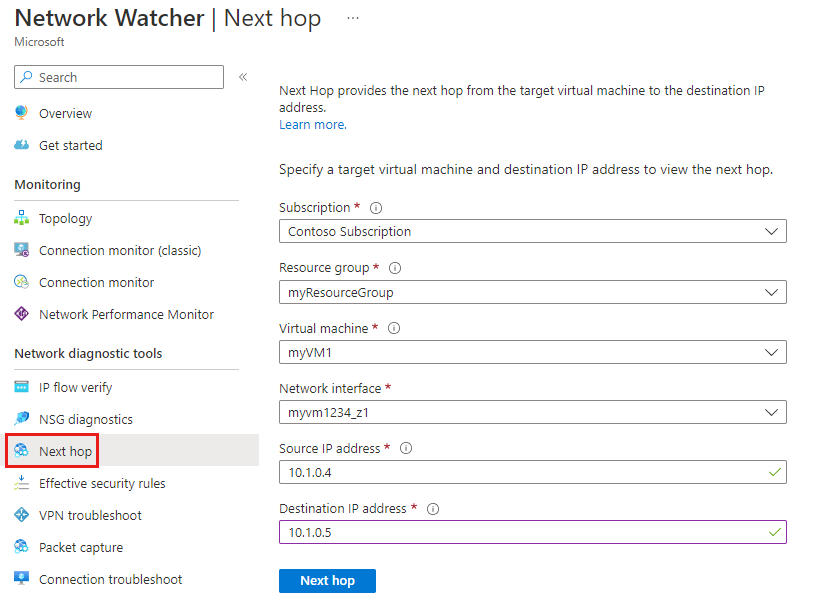 Network Watcher | Next hop ...
Microsoft
Search «
Overview
Get started
Monitoring
Topology
Connection monitor (classic)
Connection monitor
Network Performance Monitor
Network diagnostic tools
IP flow verify
NSG diagnostics
Next hop
Effective security rules
VPN troubleshoot
Packet capture
Connection troubleshoot
Next Hop provides the next hop from the target virtual machine to the destination IP
address.
Learn more.
Specify a target virtual machine and destination IP address to view the next hop.
Subscription *
Contoso Subscription
Resource group *
myResourceGroup
Virtual machine *
myVM1
Network interface *
myvm1234_z1
Source IP address *
10.1.0.4
Destination IP address *
10.1.0.5
Next hop